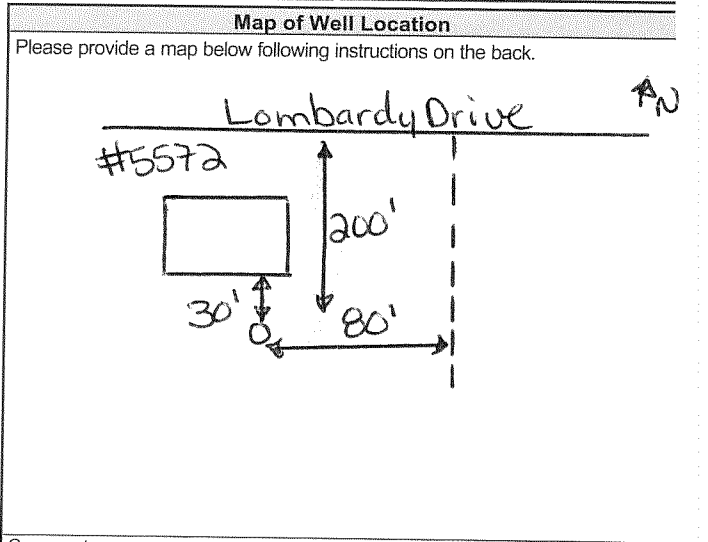 Map of Well Location
Please provide a map below following instructions on the back.
N
Lombardy Drive
#5572
200'
30'
80'